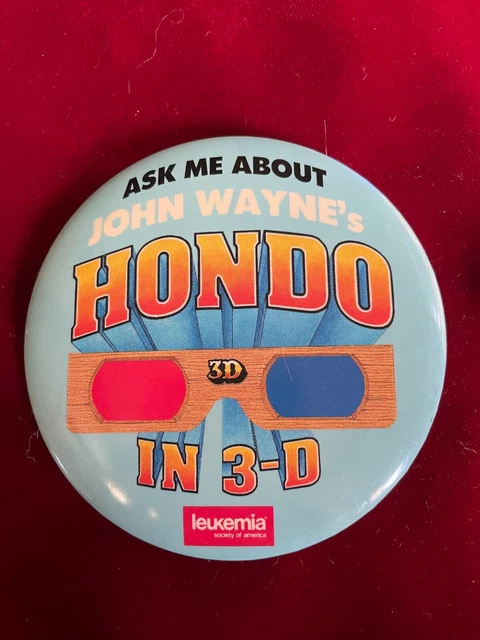 ASK ME ABOUT
JOHN WAYNE's
HONDO
3D
IN 3-D
leukemia
society of america